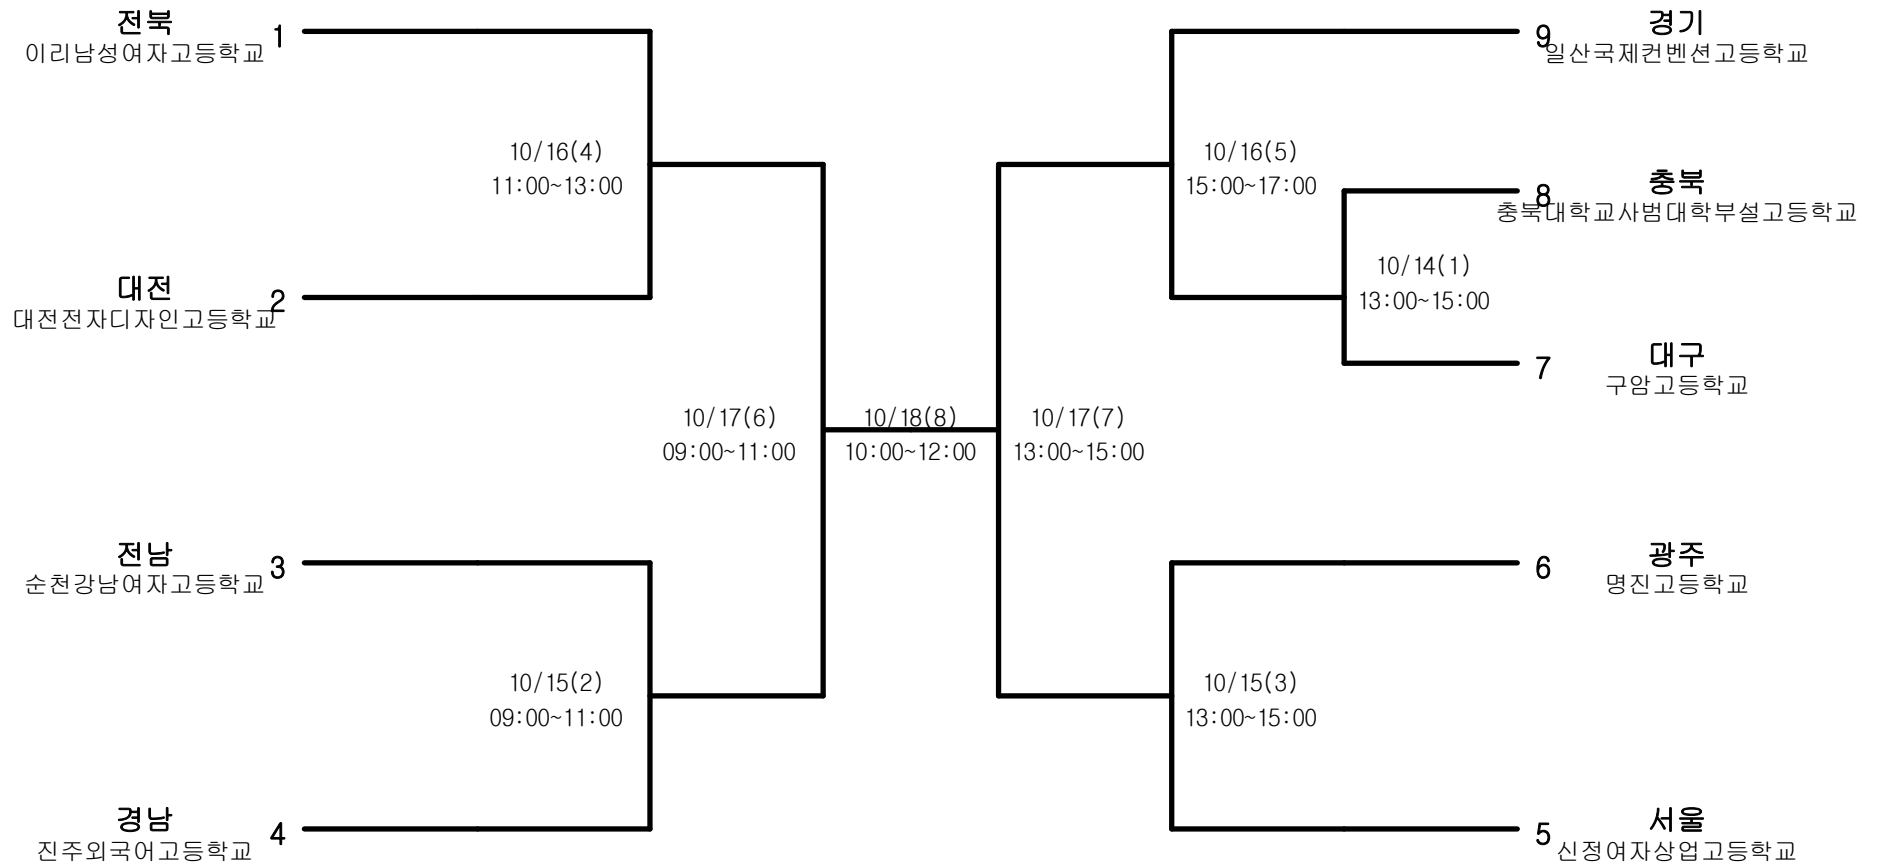 전북
이리남성여자고등학교
1
10/16(4)
11:00~13:00
대전
대전전자디자인고등학교
2
10/17(6)
09:00~11:00
전남
순천강남여자고등학교
3
10/15(2)
09:00~11:00
경남
진주외국어고등학교
4
10/18(8)
10:00~12:00
9
경기
일산국제컨벤션고등학교
10/16(5)
15:00~17:00
8
충북
충북대학교사범대학부설고등학교
10/14(1)
13:00~15:00
7
대구
구암고등학교
10/17(7)
13:00~15:00
6
광주
명진고등학교
10/15(3)
13:00~15:00
5
서울
신정여자상업고등학교